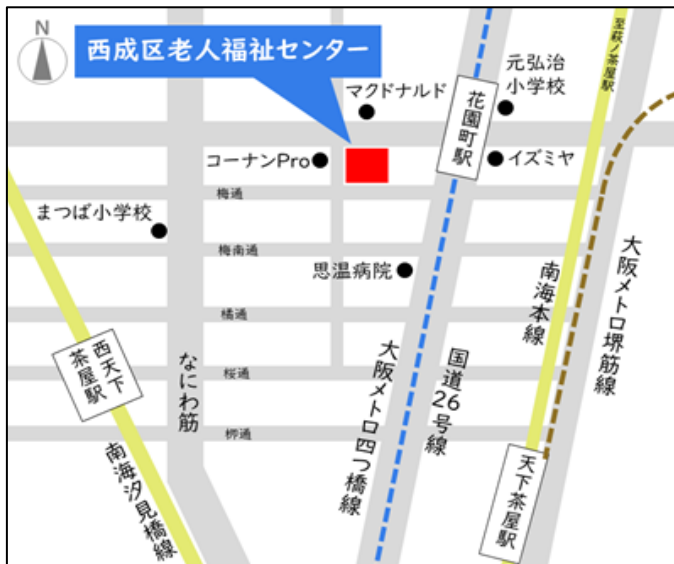 N
西成区老人福祉センター
至萩ノ茶屋駅
マクドナルド
元弘治
小学校
花園町駅
コーナンPro
イズミヤ
梅通
まつば小学校
梅南通
思温病院
大阪メトロ堺筋線
南海本線
橘通
西天下
茶屋駅
なにわ筋
大阪メトロ四つ橋線
国道26号線
桜通
柳通
南海汐見橋線
天下茶屋駅